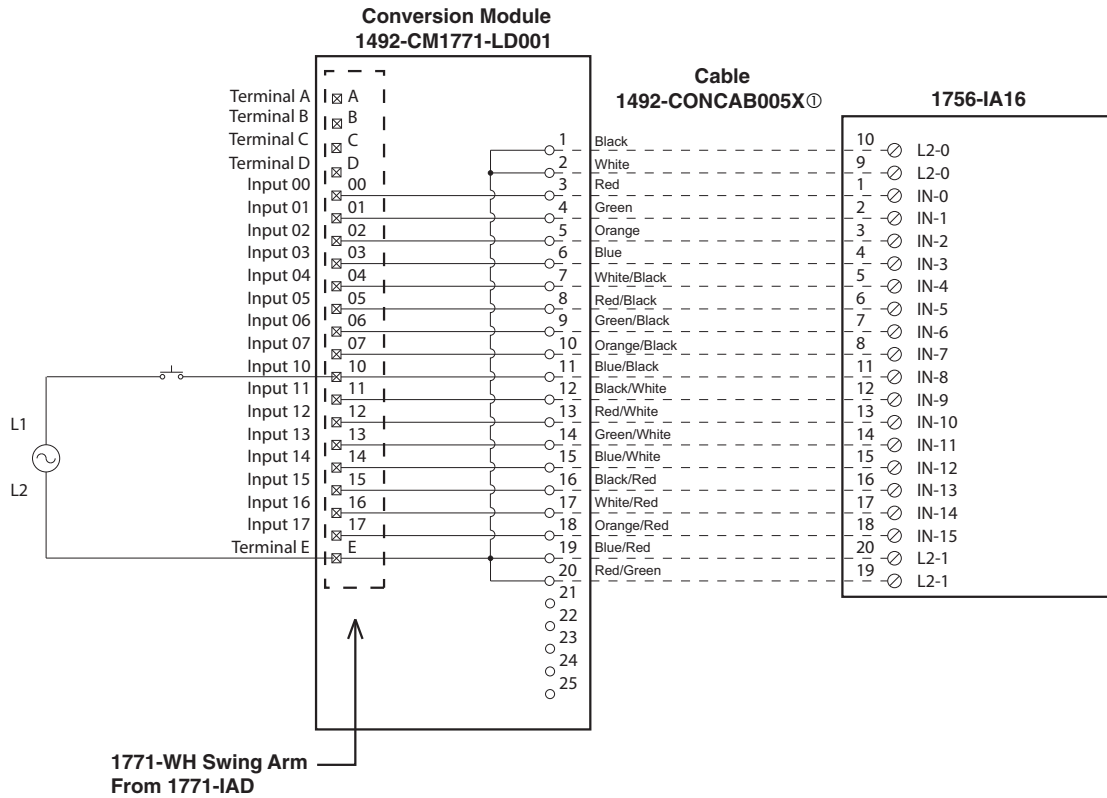 Conversion Module
1492-CM1771-LD001
Cable
1492-CONCAB005X①
1756-IA16
Terminal A A
Terminal B B
Terminal C C 1 Black 10 L2-0
Terminal D D 2 White 9 L2-0
Input 00 00 3 Red 1 IN-0
Input 01 01 4 Green 2 IN-1
Input 02 02 5 Orange 3 IN-2
Input 03 03 6 Blue 4 IN-3
Input 04 04 7 White/Black 5 IN-4
Input 05 05 8 Red/Black 6 IN-5
Input 06 06 9 Green/Black 7 IN-6
Input 07 07 10 Orange/Black 8 IN-7
Input 10 10 11 Blue/Black 11 IN-8
Input 11 11 12 Black/White 12 IN-9
L1 Input 12 12 13 Red/White 13 IN-10
Input 13 13 14 Green/White 14 IN-11
Input 14 14 15 Blue/White 15 IN-12
L2 Input 15 15 16 Black/Red 16 IN-13
Input 16 16 17 White/Red 17 IN-14
Input 17 17 18 Orange/Red 18 IN-15
Terminal E E 19 Blue/Red 20 L2-1
20 Red/Green 19 L2-1
21
22
23
24
25
1771-WH Swing Arm
From 1771-IAD